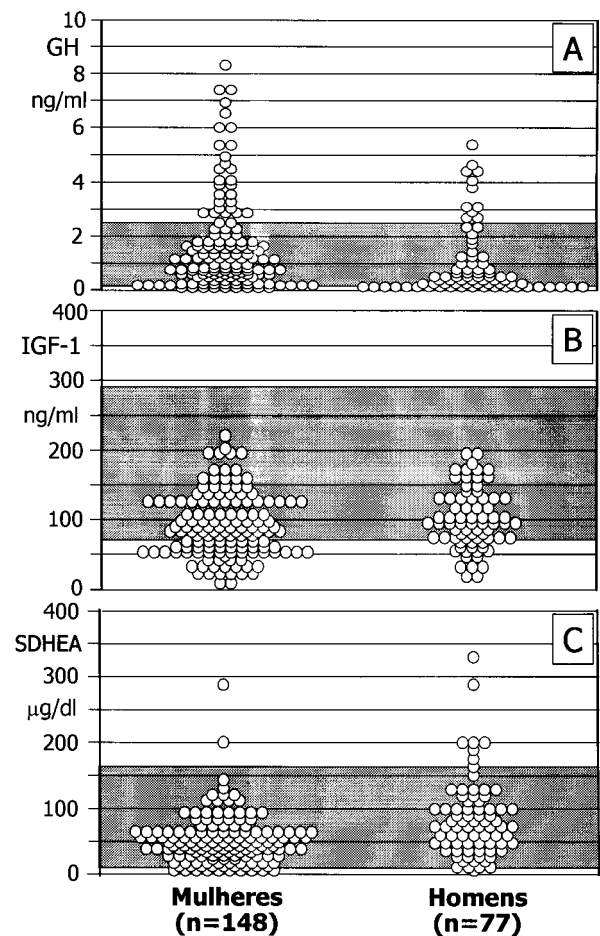 10
GH
A
8
ng/ml
6
4
2
0
400
IGF-1
B
300
ng/ml
200
100
0
400
SDHEA
C
300
μg/dl
200
100
0
Mulheres Homens
(n=148) (n=77)